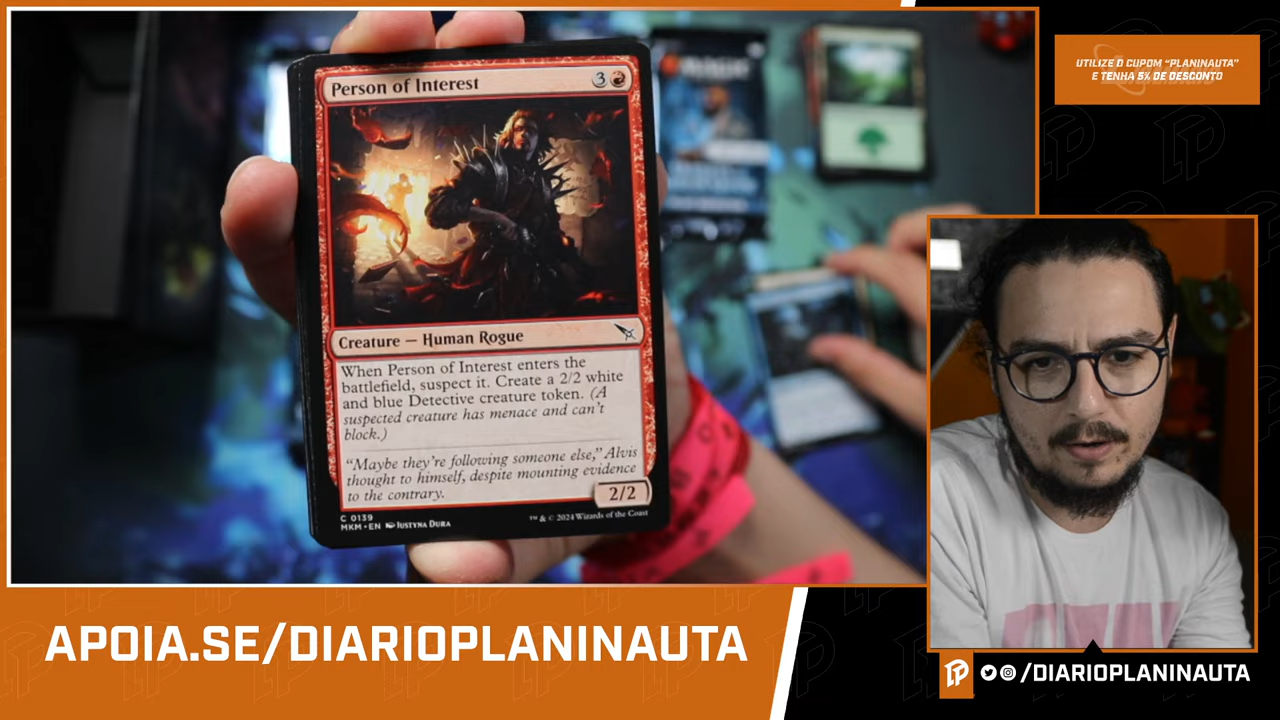 Person of Interest 3
Creature — Human Rogue
When Person of Interest enters the
battlefield, suspect it. Create a 2/2 white
and blue Detective creature token. (A
suspected creature has menace and can't
block.)
"Maybe they're following someone else," Alvis
thought to himself, despite mounting evidence
to the contrary.
2/2
C 0139
MKM • EN Iustyna Dura
™ & © 2024 Wizards of the Coast
UTILIZE O CUPOM "PLANINAUTA"
E TENHA 5% DE DESCONTO
APOIA.SE/DIARIOPLANINAUTA
/DIARIOPLANINAUTA